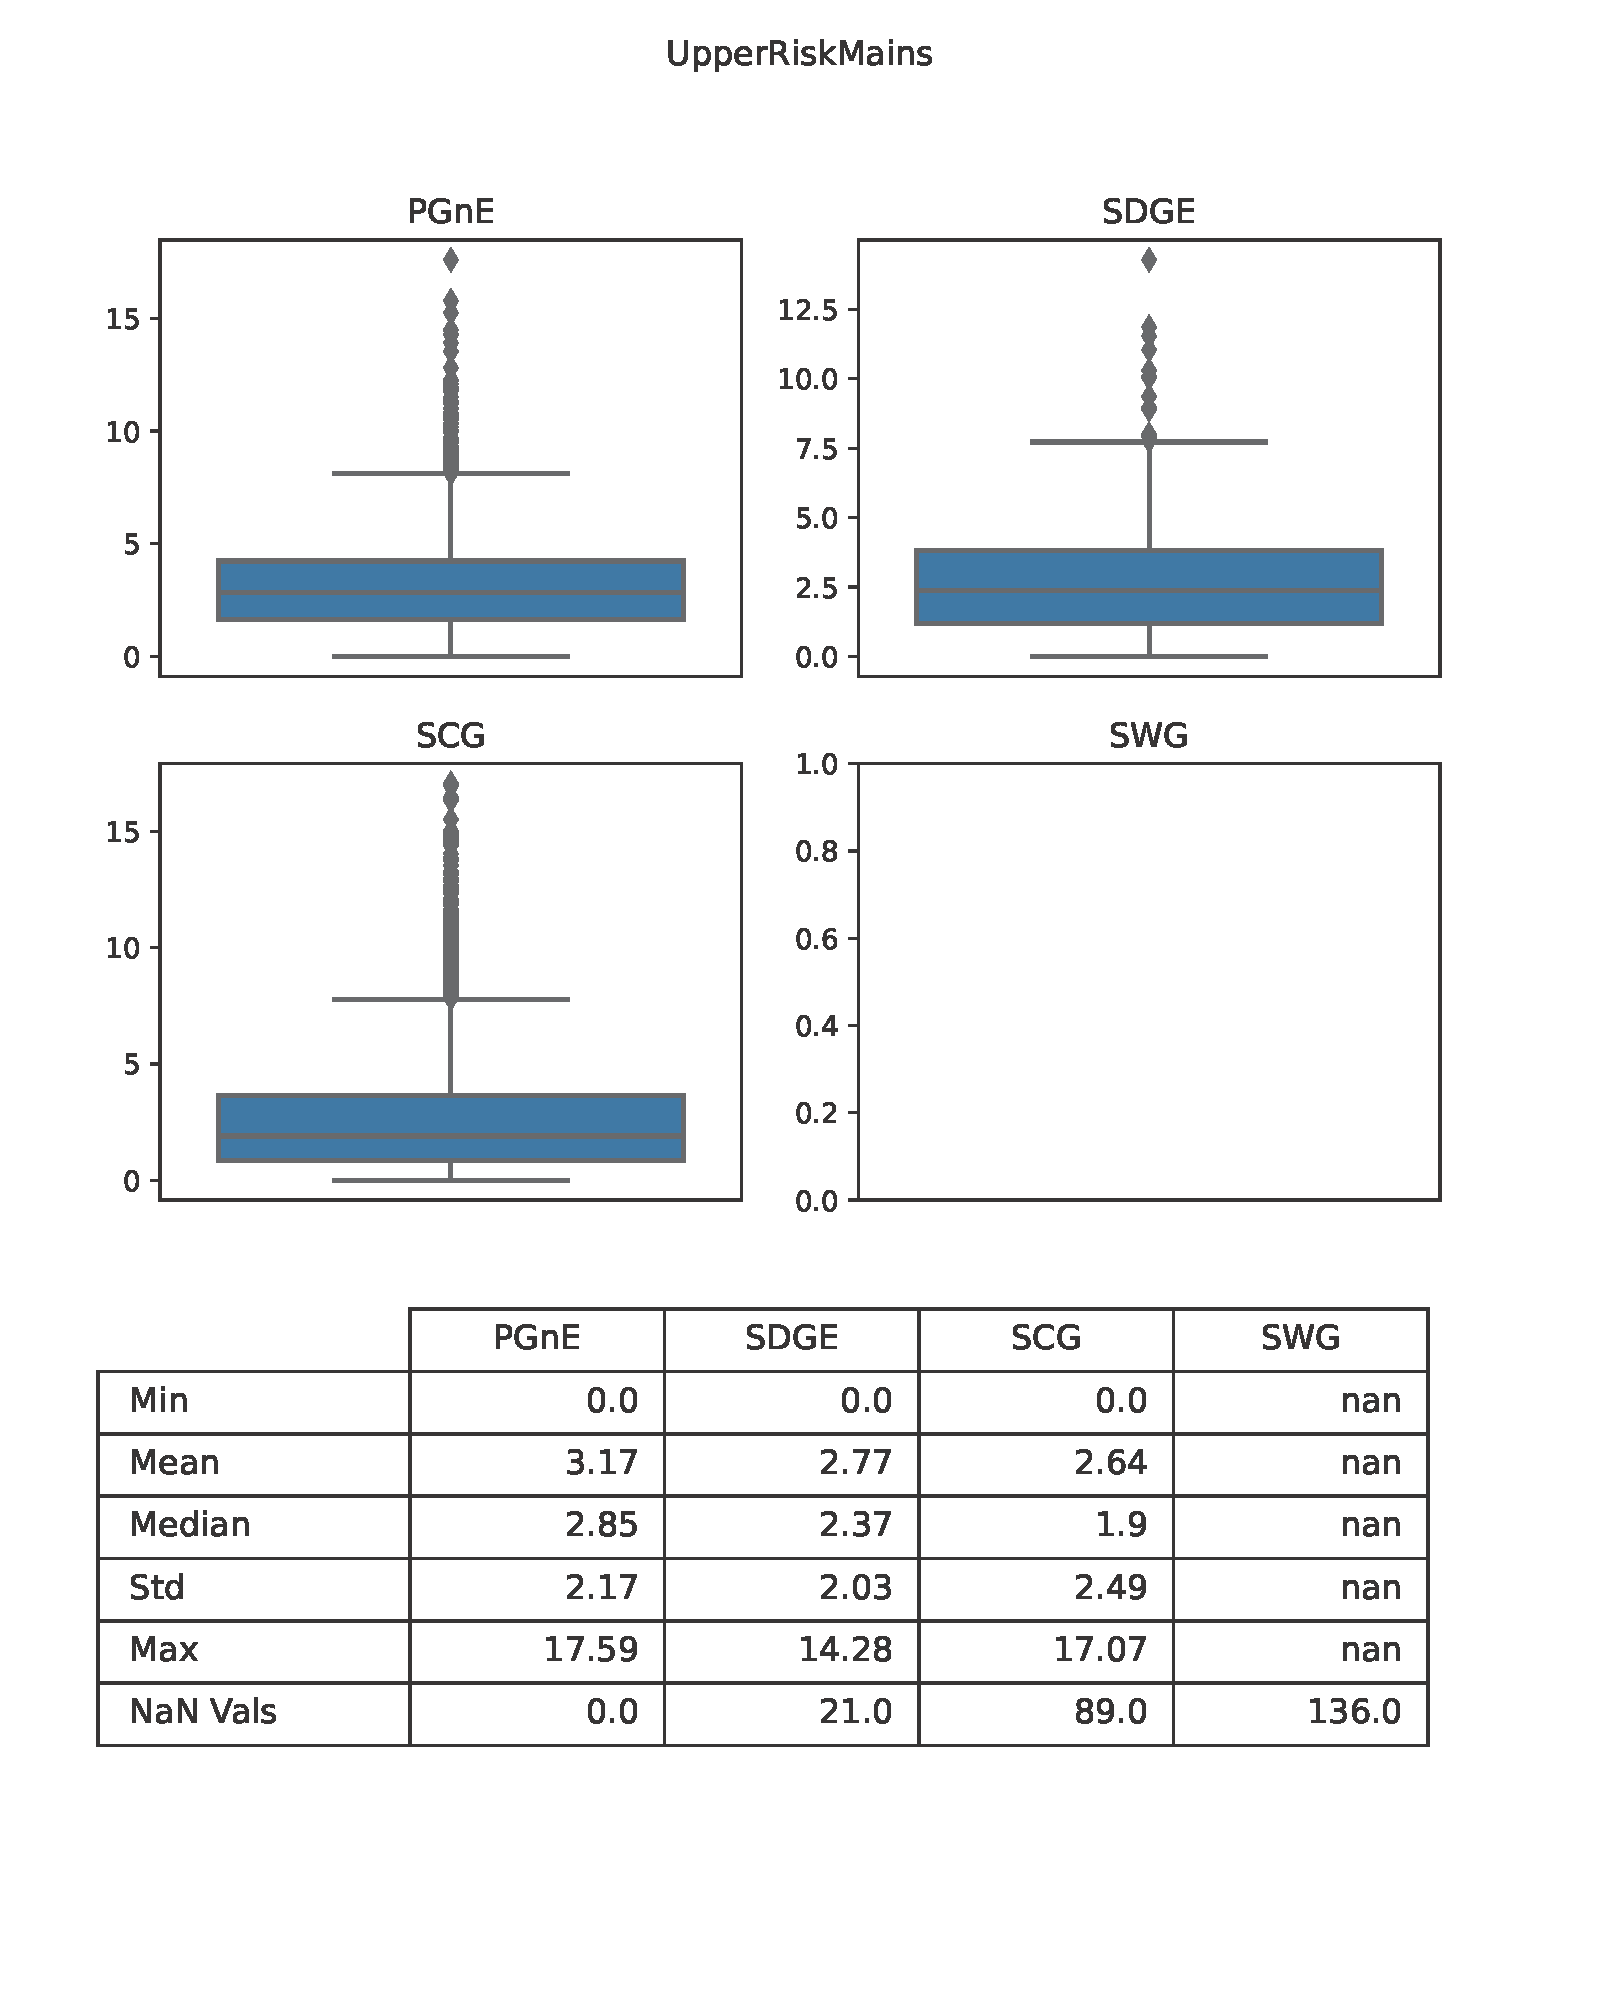 UpperRiskMains
PGnE
15
10
5
0
SDGE
12.5
10.0
7.5
5.0
2.5
0.0
SCG
15
10
5
0
SWG
1.0
0.8
0.6
0.4
0.2
0.0
PGnE SDGE SCG SWG
Min 0.0 0.0 0.0 nan
Mean 3.17 2.77 2.64 nan
Median 2.85 2.37 1.9 nan
Std 2.17 2.03 2.49 nan
Max 17.59 14.28 17.07 nan
NaN Vals 0.0 21.0 89.0 136.0